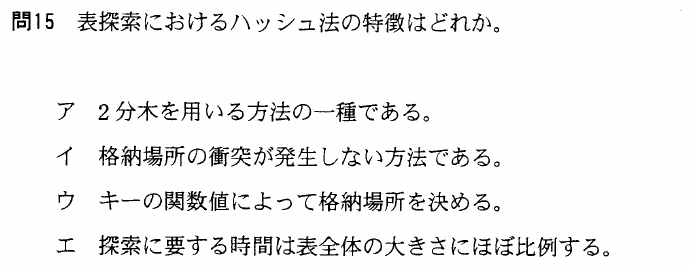 問15 表探索におけるハッシュ法の特徴はどれか。
ア 2分木を用いる方法の一種である。
イ 格納場所の衝突が発生しない方法である。
ウ キーの関数値によって格納場所を決める。
エ 探索に要する時間は表全体の大きさにほぼ比例する。